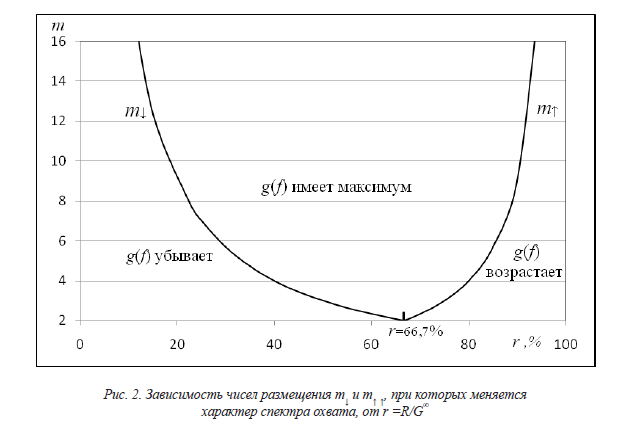 m
16
14
12
10
8
6
4
2
m↓
m↑
g(f) имеет максимум
g(f) убывает
g(f)
возрастает
r=66,7%
0
20
40
60
80
r ,%
100
Рис. 2. Зависимость чисел размещения m↓ и m↑ ↑, при которых меняется
характер спектра охвата, от r =R/G∞